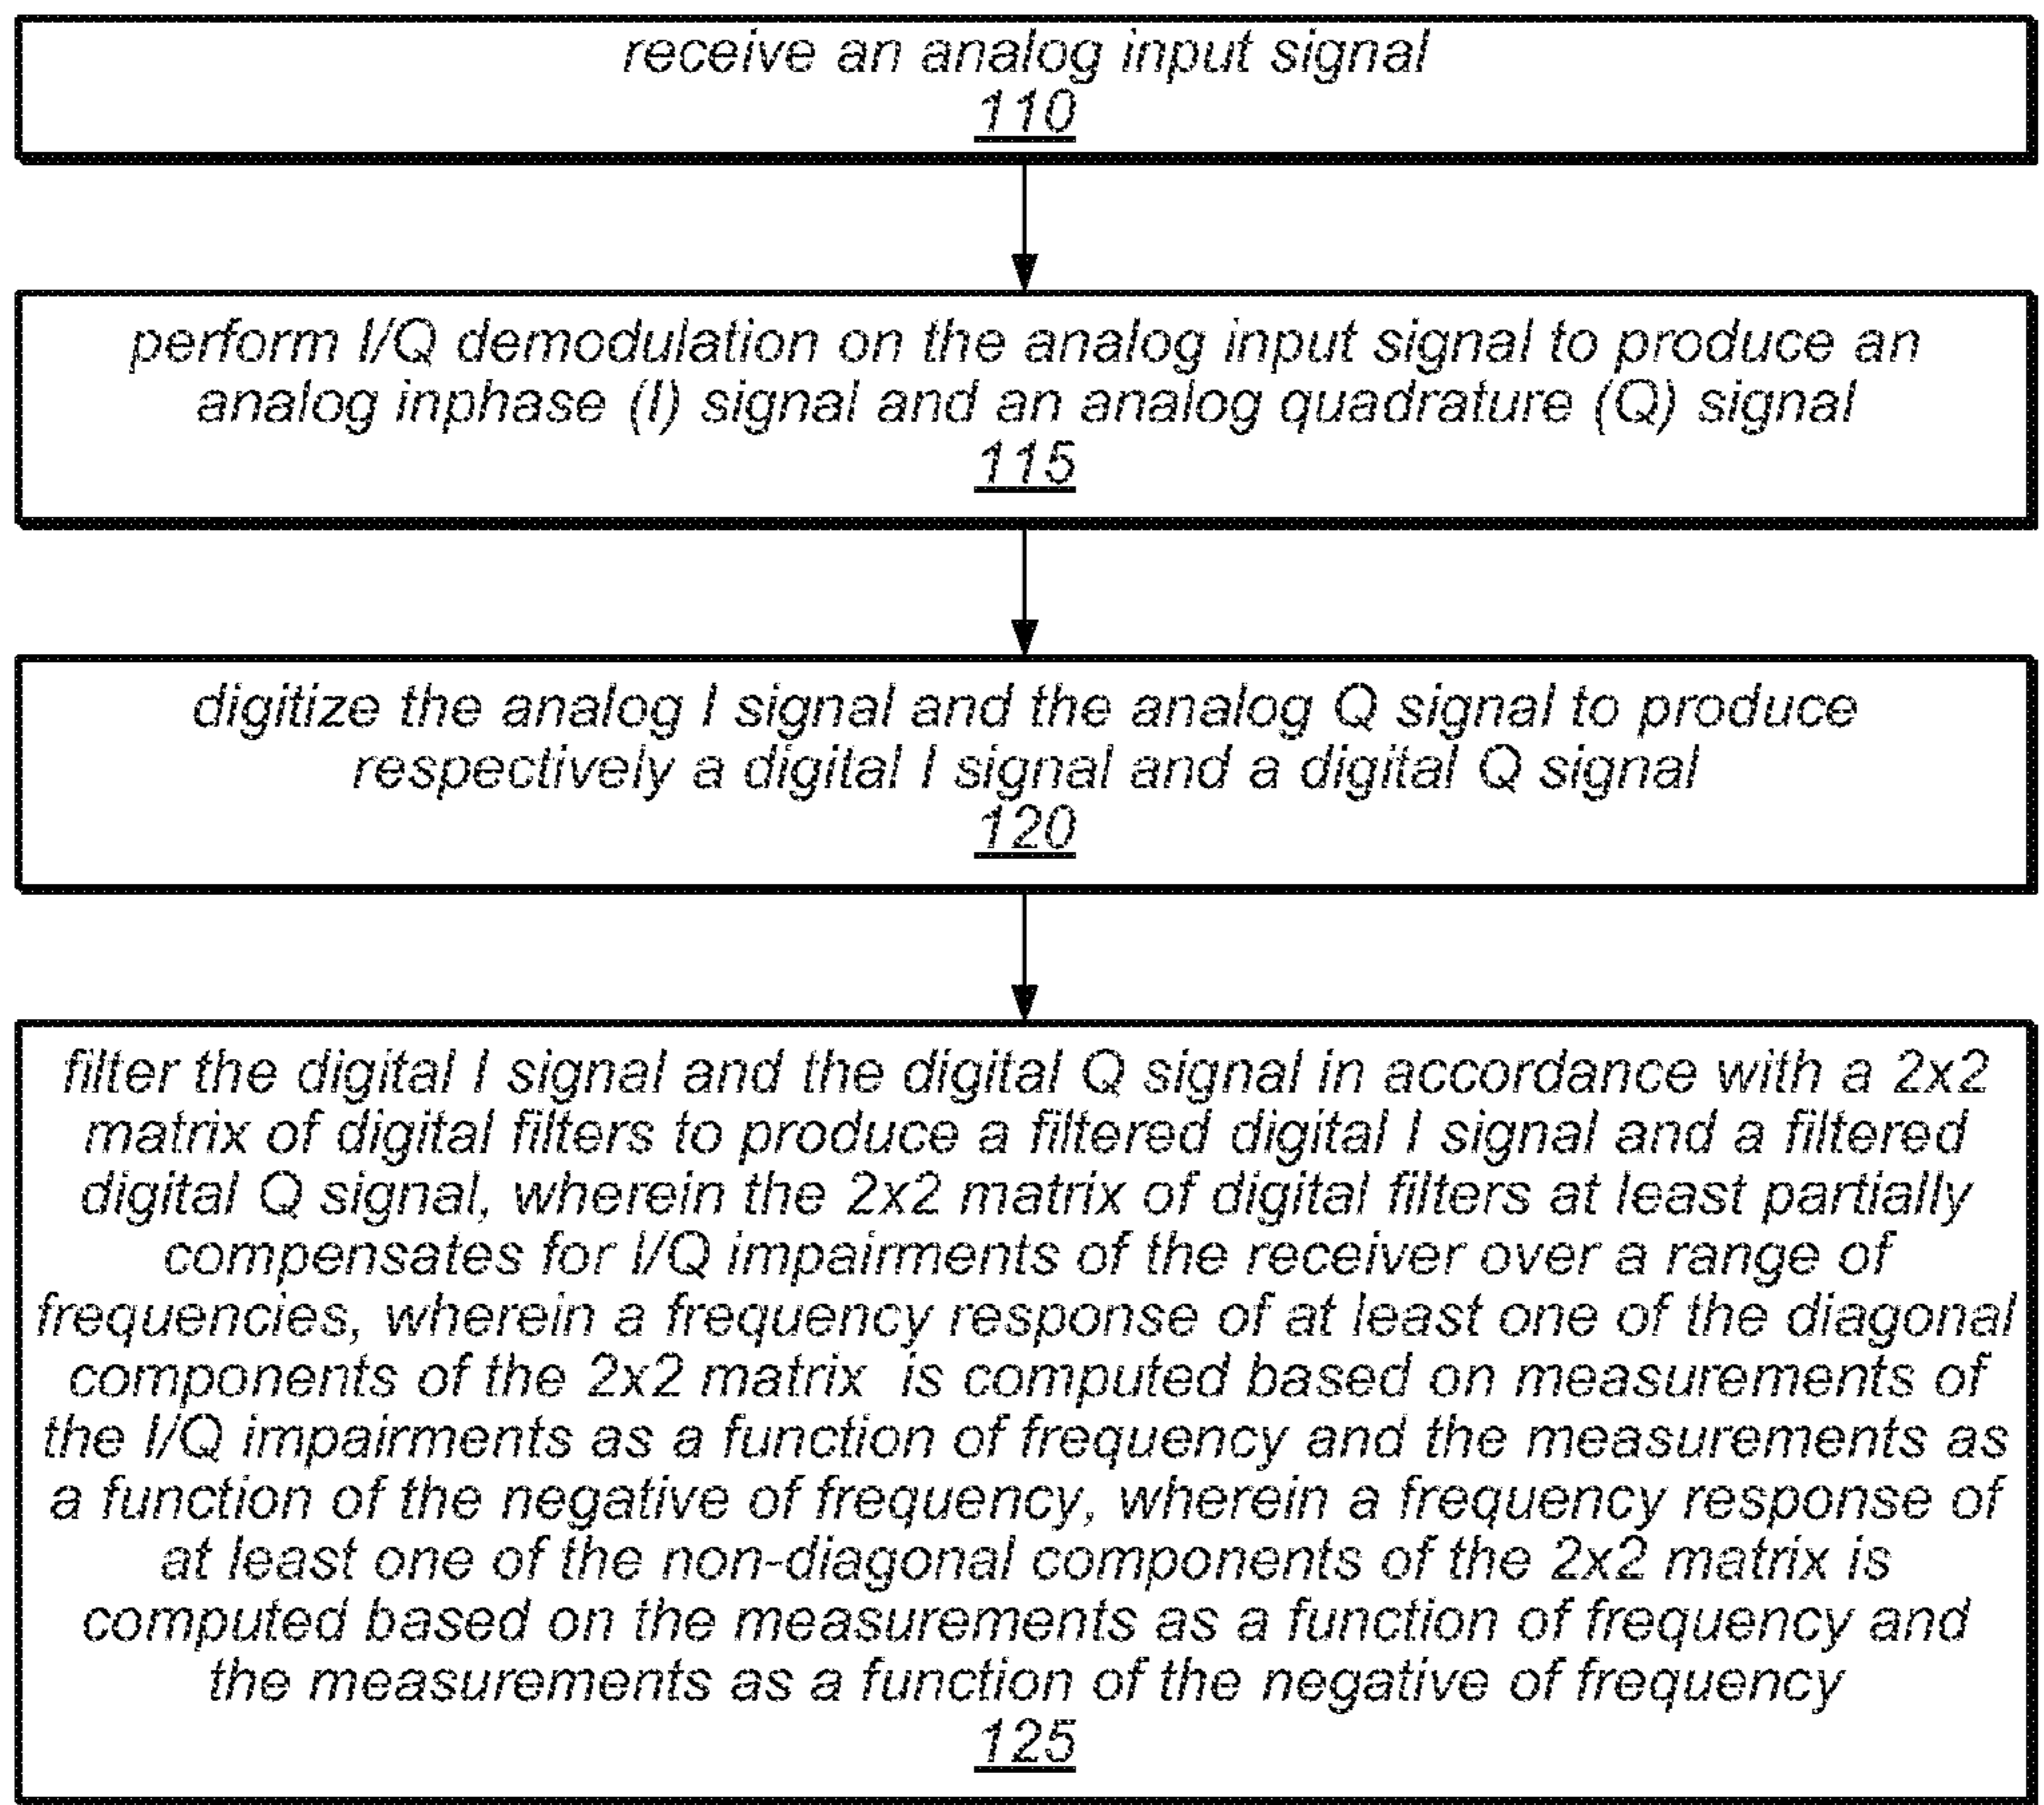 receive an analog input signal
110
perform I/Q demodulation on the analog input signal to produce an
analog inphase (I) signal and an analog quadrature (Q) signal
115
digitize the analog I signal and the analog Q signal to produce
respectively a digital I signal and a digital Q signal
120
filter the digital I signal and the digital Q signal in accordance with a 2x2
matrix of digital filters to produce a filtered digital I signal and a filtered
digital Q signal, wherein the 2x2 matrix of digital filters at least partially
compensates for I/Q impairments of the receiver over a range of
frequencies, wherein a frequency response of at least one of the diagonal
components of the 2x2 matrix is computed based on measurements of
the I/Q impairments as a function of frequency and the measurements as
a function of the negative of frequency, wherein a frequency response of
at least one of the non-diagonal components of the 2x2 matrix is
computed based on the measurements as a function of frequency and
the measurements as a function of the negative of frequency
125